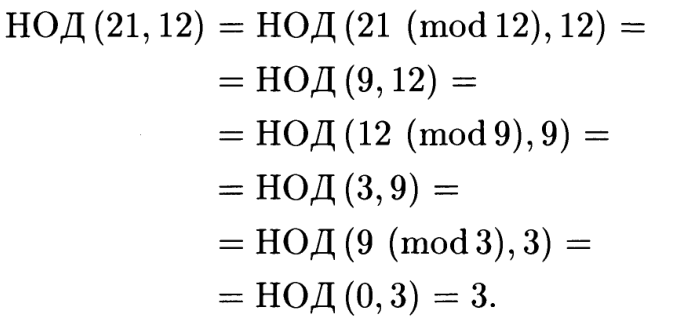 НОД (21, 12) = НОД (21 (mod 12), 12) =
= НОД (9, 12) =
= НОД (12 (mod 9), 9) =
= НОД (3, 9) =
= НОД (9 (mod 3), 3) =
= НОД (0, 3) = 3.